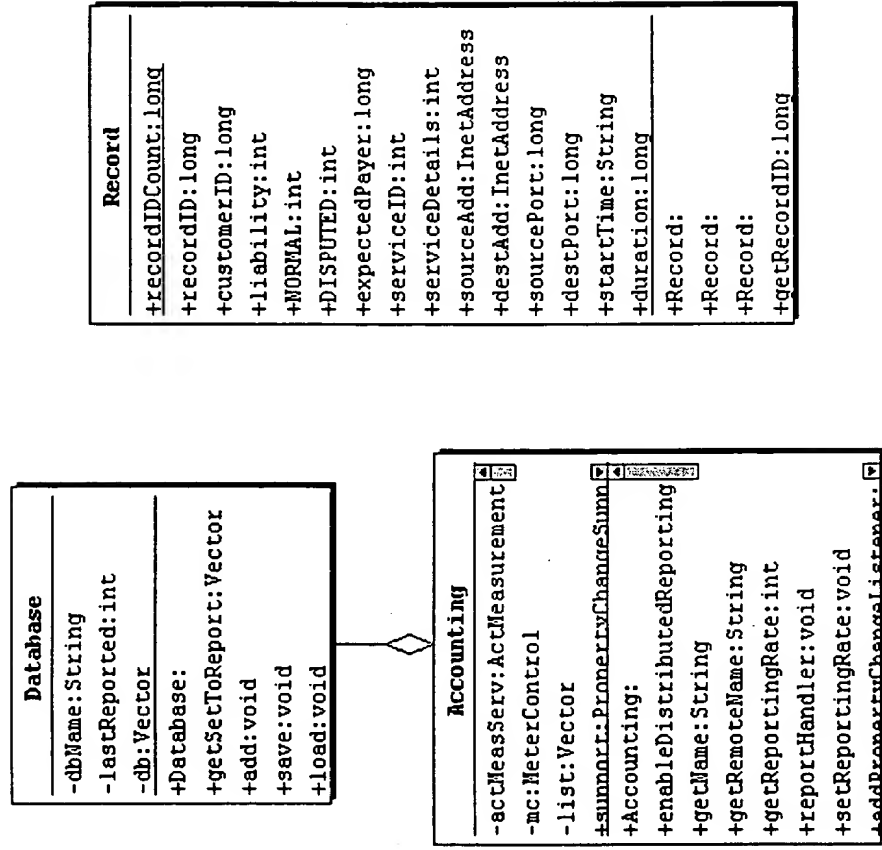 Database
-dbName:String
-lastReported:int
-db:Vector
+Database:
+getSetToReport:Vector
+add:void
+save:void
+load:void
Accounting
-actMeasServ:ActMeasurement
-mc:MeterControl
-list:Vector
+support:PropertyChangeSupp
+Accounting:
+enableDistributedReporting
+getName:String
+getRemoteName:String
+getReportingRate:int
+reportHandler:void
+setReportingRate:void
+addPropertyChangeListener:
Record
+recordIDCount:long
+recordID:long
+customerID:long
+liability:int
+NORMAL:int
+DISPUTED:int
+expectedPayer:long
+serviceID:int
+serviceDetails:int
+sourceAdd:InetAddress
+destAdd:InetAddress
+sourcePort:long
+destPort:long
+startTime:String
+duration:long
+Record:
+Record:
+Record:
+getRecordID:long